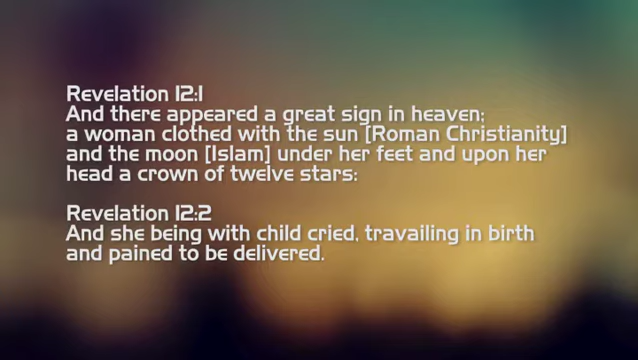 Revelation 12:1
And there appeared a great sign in heaven;
a woman clothed with the sun [Roman Christianity]
and the moon [Islam] under her feet and upon her
head a crown of twelve stars:
Revelation 12:2
And she being with child cried, travailing in birth
and pained to be delivered.